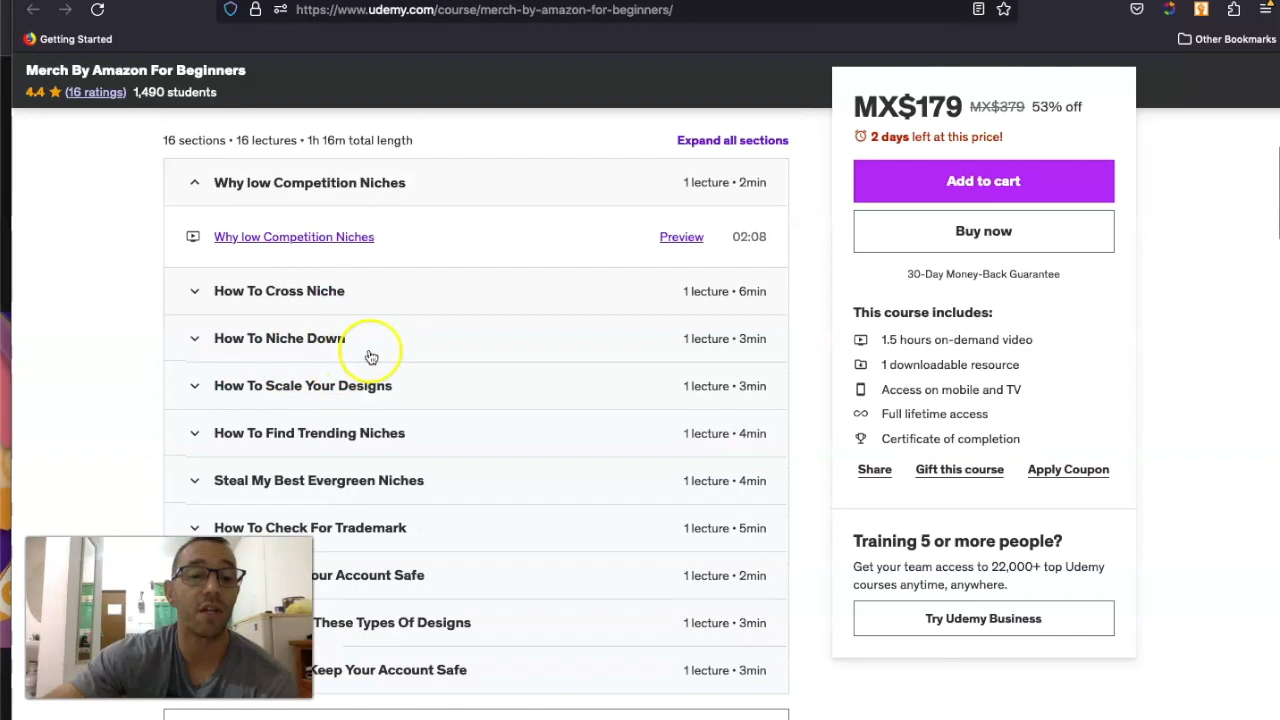 https://www.udemy.com/course/merch-by-amazon-for-beginners/
Getting Started
Other Bookmarks
Merch By Amazon For Beginners
4.4 ★ (16 ratings) 1,490 students
16 sections • 16 lectures • 1h 16m total length
Expand all sections
Why low Competition Niches
1 lecture • 2min
Why low Competition Niches
Preview
02:08
How To Cross Niche
1 lecture • 6min
How To Niche Down
1 lecture • 3min
How To Scale Your Designs
1 lecture • 3min
How To Find Trending Niches
1 lecture • 4min
Steal My Best Evergreen Niches
1 lecture • 4min
How To Check For Trademark
1 lecture • 5min
our Account Safe
1 lecture • 2min
These Types Of Designs
1 lecture • 3min
Keep Your Account Safe
1 lecture • 3min
MX$179 MX$379 53% off
2 days left at this price!
Add to cart
Buy now
30-Day Money-Back Guarantee
This course includes:
1.5 hours on-demand video
1 downloadable resource
Access on mobile and TV
Full lifetime access
Certificate of completion
Share
Gift this course
Apply Coupon
Training 5 or more people?
Get your team access to 22,000+ top Udemy
courses anytime, anywhere.
Try Udemy Business